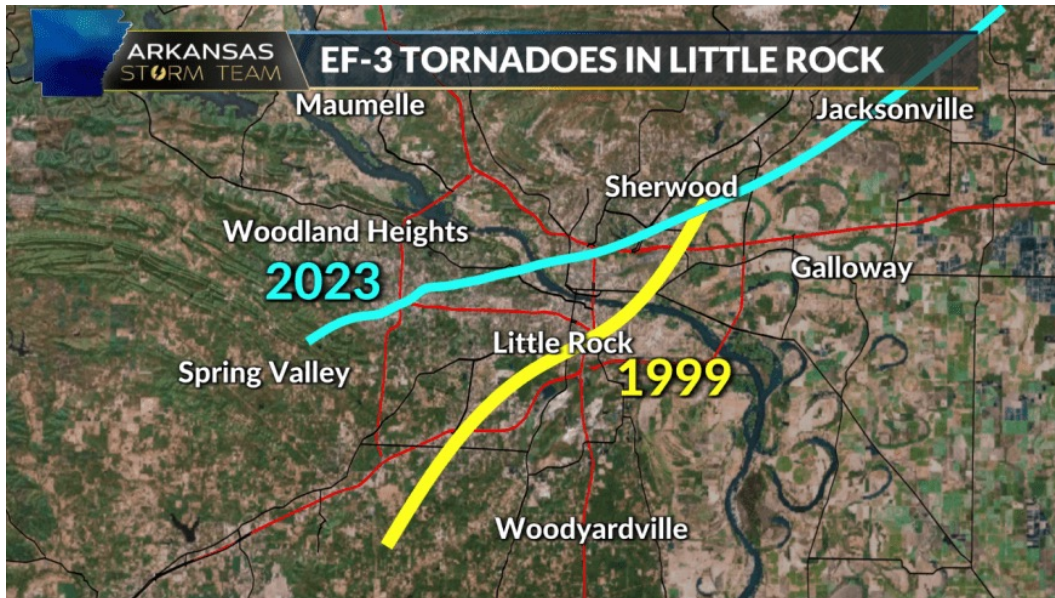 ARKANSAS
STORM TEAM
EF-3 TORNADOES IN LITTLE ROCK
Maumelle
Jacksonville
Sherwood
Woodland Heights
2023
Galloway
Little Rock
Spring Valley
1999
Woodyardville